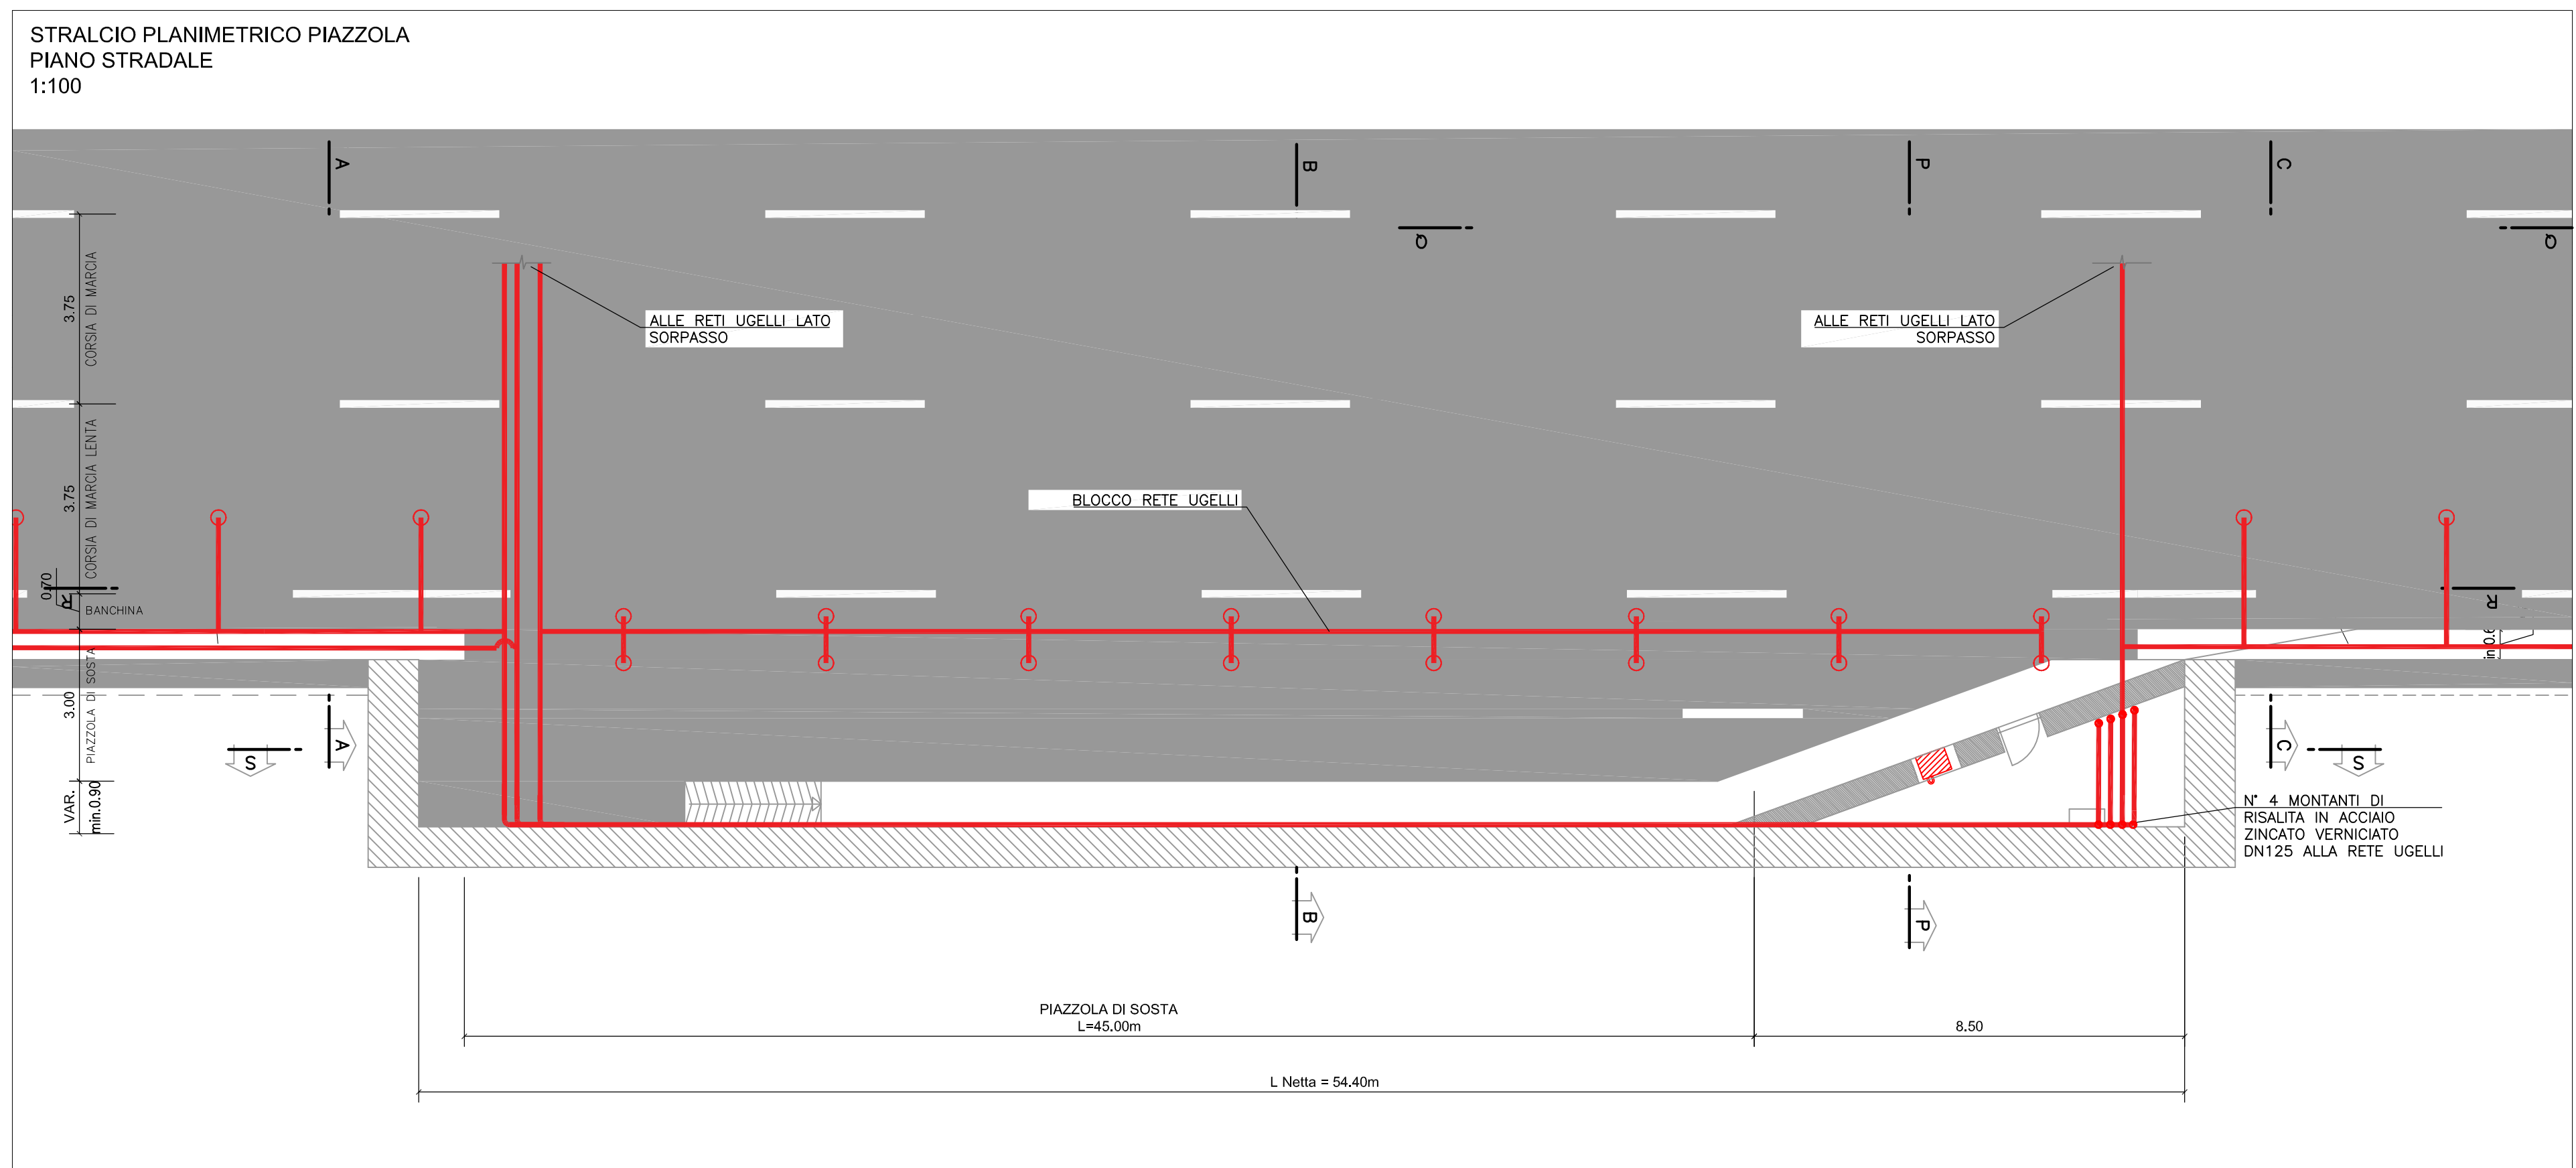 STRALCIO PLANIMETRICO PIAZZOLA
PIANO STRADALE
1:100
A
B
P
C
Q
Q
3.75
CORSIA DI MARCIA
ALLE RETI UGELLI LATO
SORPASSO
ALLE RETI UGELLI LATO
SORPASSO
3.75
CORSIA DI MARCIA LENTA
BLOCCO RETE UGELLI
0.70
R
BANCHINA
R
3.00
PIAZZOLA DI SOSTA
S
A
C
S
VAR.
min.0.90
N° 4 MONTANTI DI
RISALITA IN ACCIAIO
ZINCATO VERNICIATO
DN125 ALLA RETE UGELLI
B
P
PIAZZOLA DI SOSTA
L=45.00m
8.50
L Netta = 54.40m